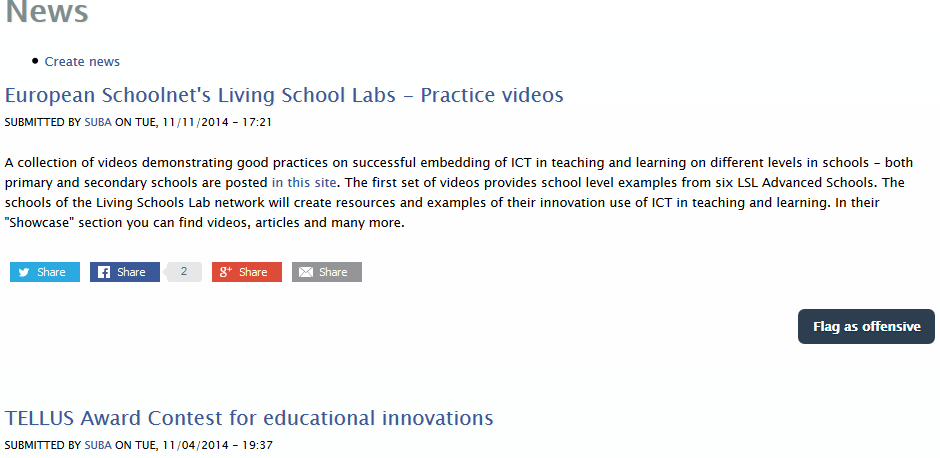 News
Create news
European Schoolnet's Living School Labs – Practice videos
SUBMITTED BY SUBA ON TUE, 11/11/2014 – 17:21
A collection of videos demonstrating good practices on successful embedding of ICT in teaching and learning on different levels in schools – both
primary and secondary schools are posted in this site. The first set of videos provides school level examples from six LSL Advanced Schools. The
schools of the Living Schools Lab network will create resources and examples of their innovation use of ICT in teaching and learning. In their
"Showcase" section you can find videos, articles and many more.
Share Share 2 g+ Share Share
Flag as offensive
TELLUS Award Contest for educational innovations
SUBMITTED BY SUBA ON TUE, 11/04/2014 – 19:37